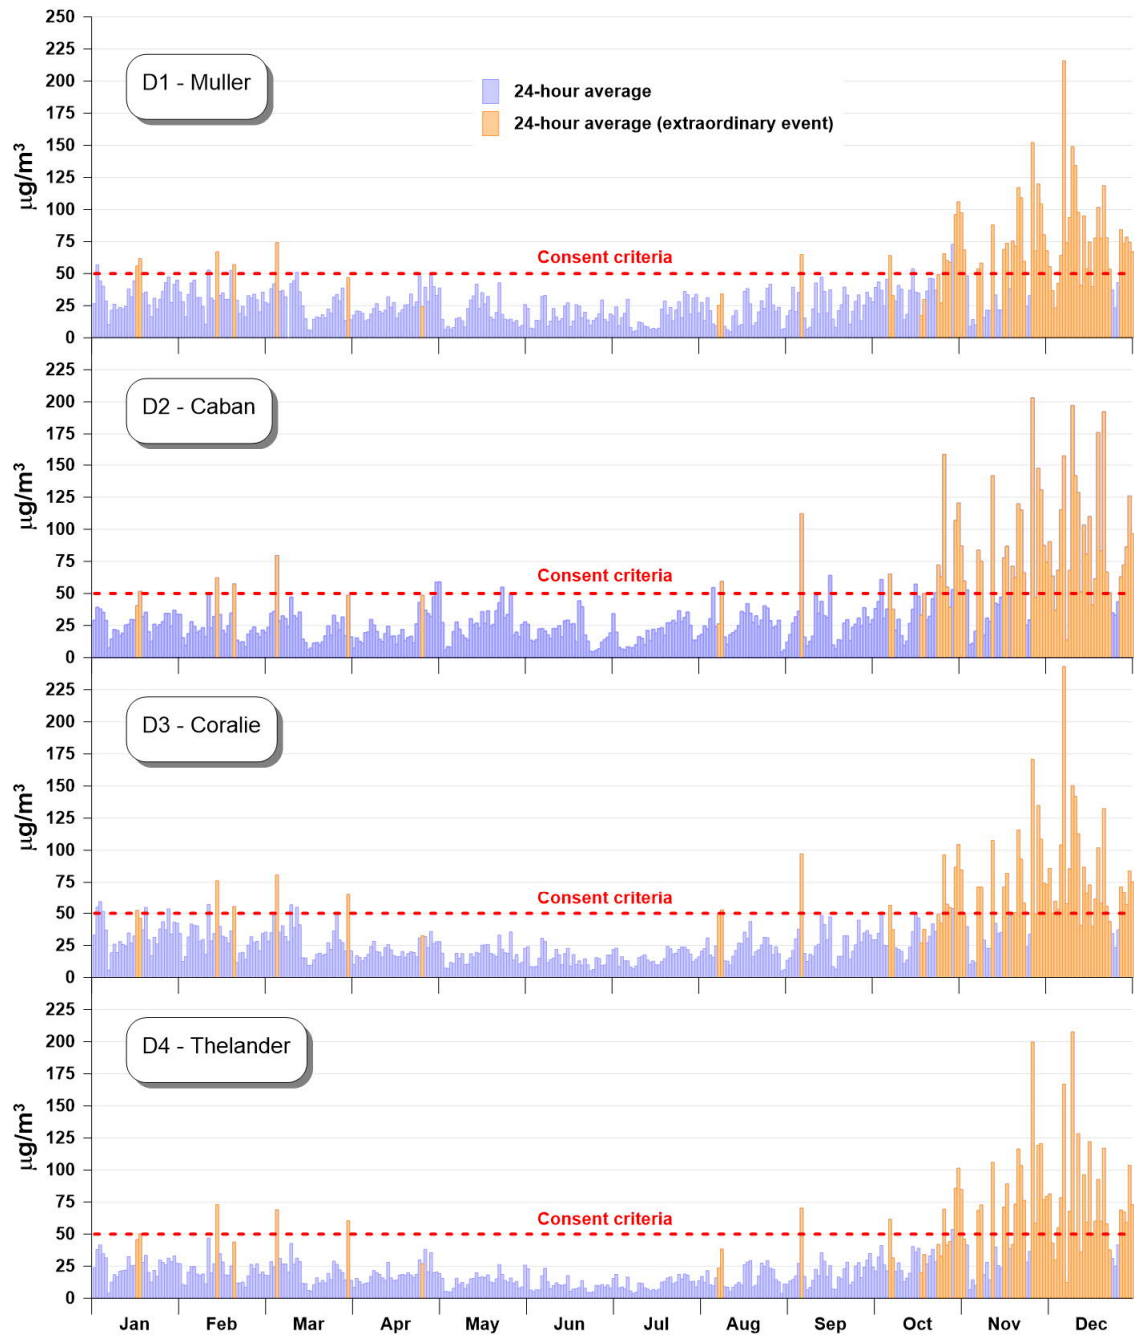 250
225
200
175
150
125
100
75
50
25
0
µg/m³
D1 - Muller
24-hour average
24-hour average (extraordinary event)
Consent criteria
225
200
175
150
125
100
75
50
25
0
µg/m³
D2 - Caban
Consent criteria
225
200
175
150
125
100
75
50
25
0
µg/m³
D3 - Coralie
Consent criteria
225
200
175
150
125
100
75
50
25
0
µg/m³
D4 - Thelander
Consent criteria
Jan Feb Mar Apr May Jun Jul Aug Sep Oct Nov Dec